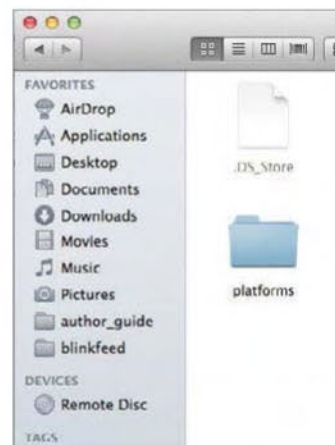 FAVORITES
AirDrop
Applications
Desktop
Documents
Downloads
Movies
Music
Pictures
author_guide
blinkfeed
DEVICES
Remote Disc
TAGS
.DS_Store
platforms